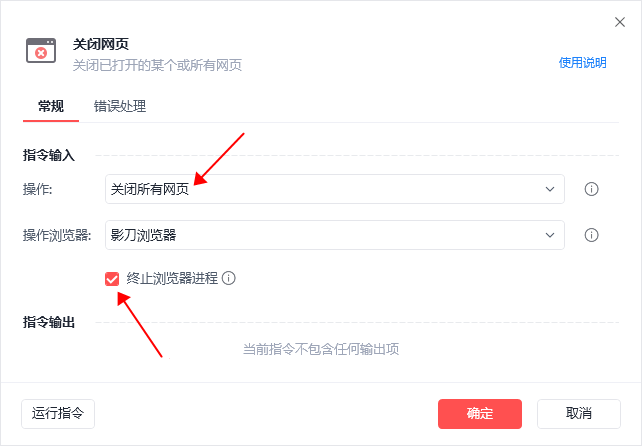 关闭网页
关闭已打开的某个或所有网页
使用说明
常规 错误处理
指令输入
操作: 关闭所有网页
操作浏览器: 影刀浏览器
终止浏览器进程
指令输出
当前指令不包含任何输出项
运行指令 确定 取消